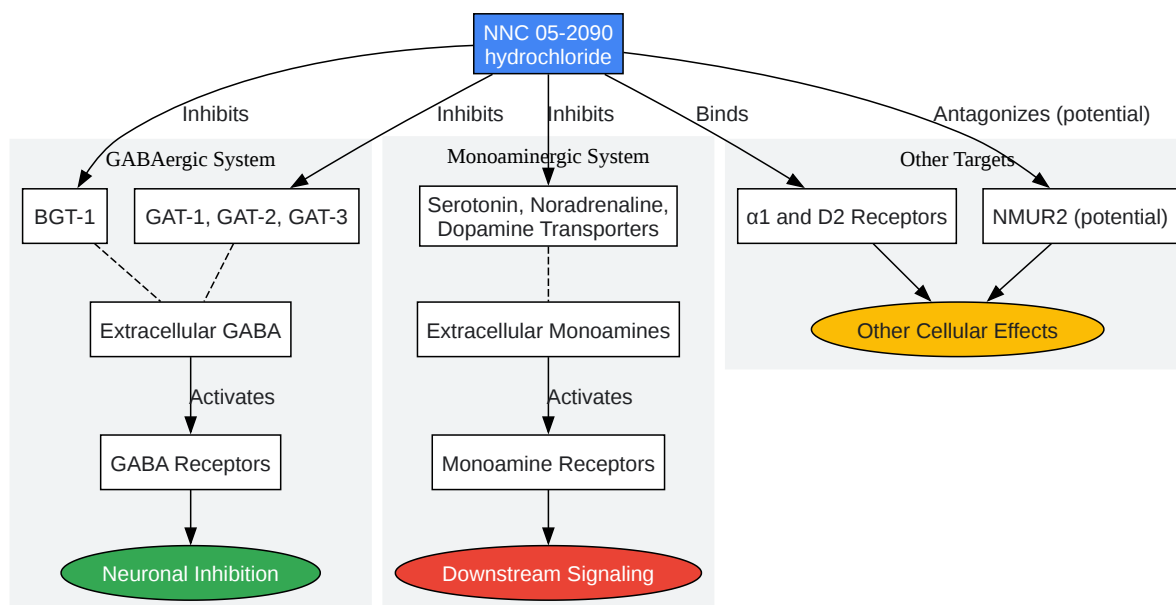 NNC 05-2090
hydrochloride
Inhibits
Inhibits
Inhibits
Binds
Antagonizes (potential)
GABAergic System
Monoaminergic System
Other Targets
BGT-1
GAT-1, GAT-2, GAT-3
Serotonin, Noradrenaline,
Dopamine Transporters
α1 and D2 Receptors
NMUR2 (potential)
Extracellular GABA
Extracellular Monoamines
Other Cellular Effects
Activates
Activates
GABA Receptors
Monoamine Receptors
Neuronal Inhibition
Downstream Signaling